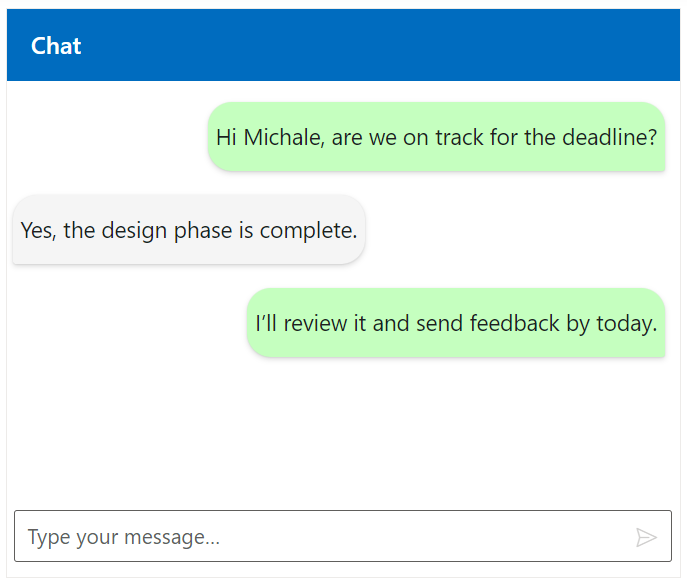 Chat
Hi Michale, are we on track for the deadline?
Yes, the design phase is complete.
I’ll review it and send feedback by today.
Type your message…